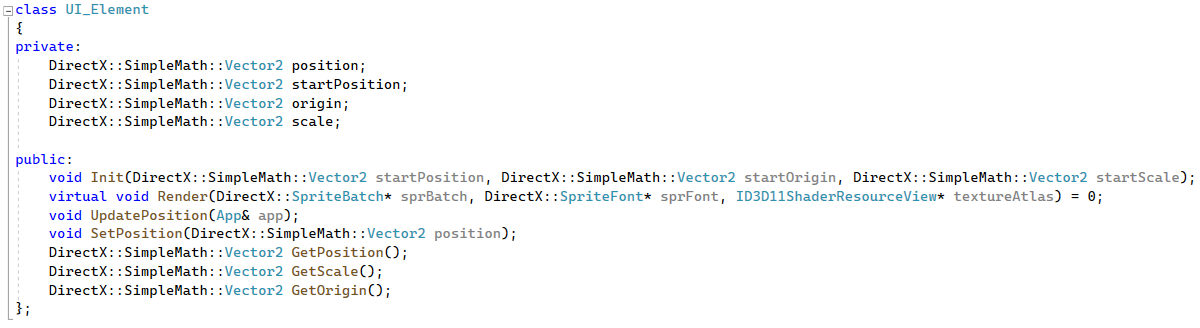 class UI_Element
{
private:
    DirectX::SimpleMath::Vector2 position;
    DirectX::SimpleMath::Vector2 startPosition;
    DirectX::SimpleMath::Vector2 origin;
    DirectX::SimpleMath::Vector2 scale;

public:
    void Init(DirectX::SimpleMath::Vector2 startPosition, DirectX::SimpleMath::Vector2 startOrigin, DirectX::SimpleMath::Vector2 startScale);
    virtual void Render(DirectX::SpriteBatch* sprBatch, DirectX::SpriteFont* sprFont, ID3D11ShaderResourceView* textureAtlas) = 0;
    void UpdatePosition(App& app);
    void SetPosition(DirectX::SimpleMath::Vector2 position);
    DirectX::SimpleMath::Vector2 GetPosition();
    DirectX::SimpleMath::Vector2 GetScale();
    DirectX::SimpleMath::Vector2 GetOrigin();
};